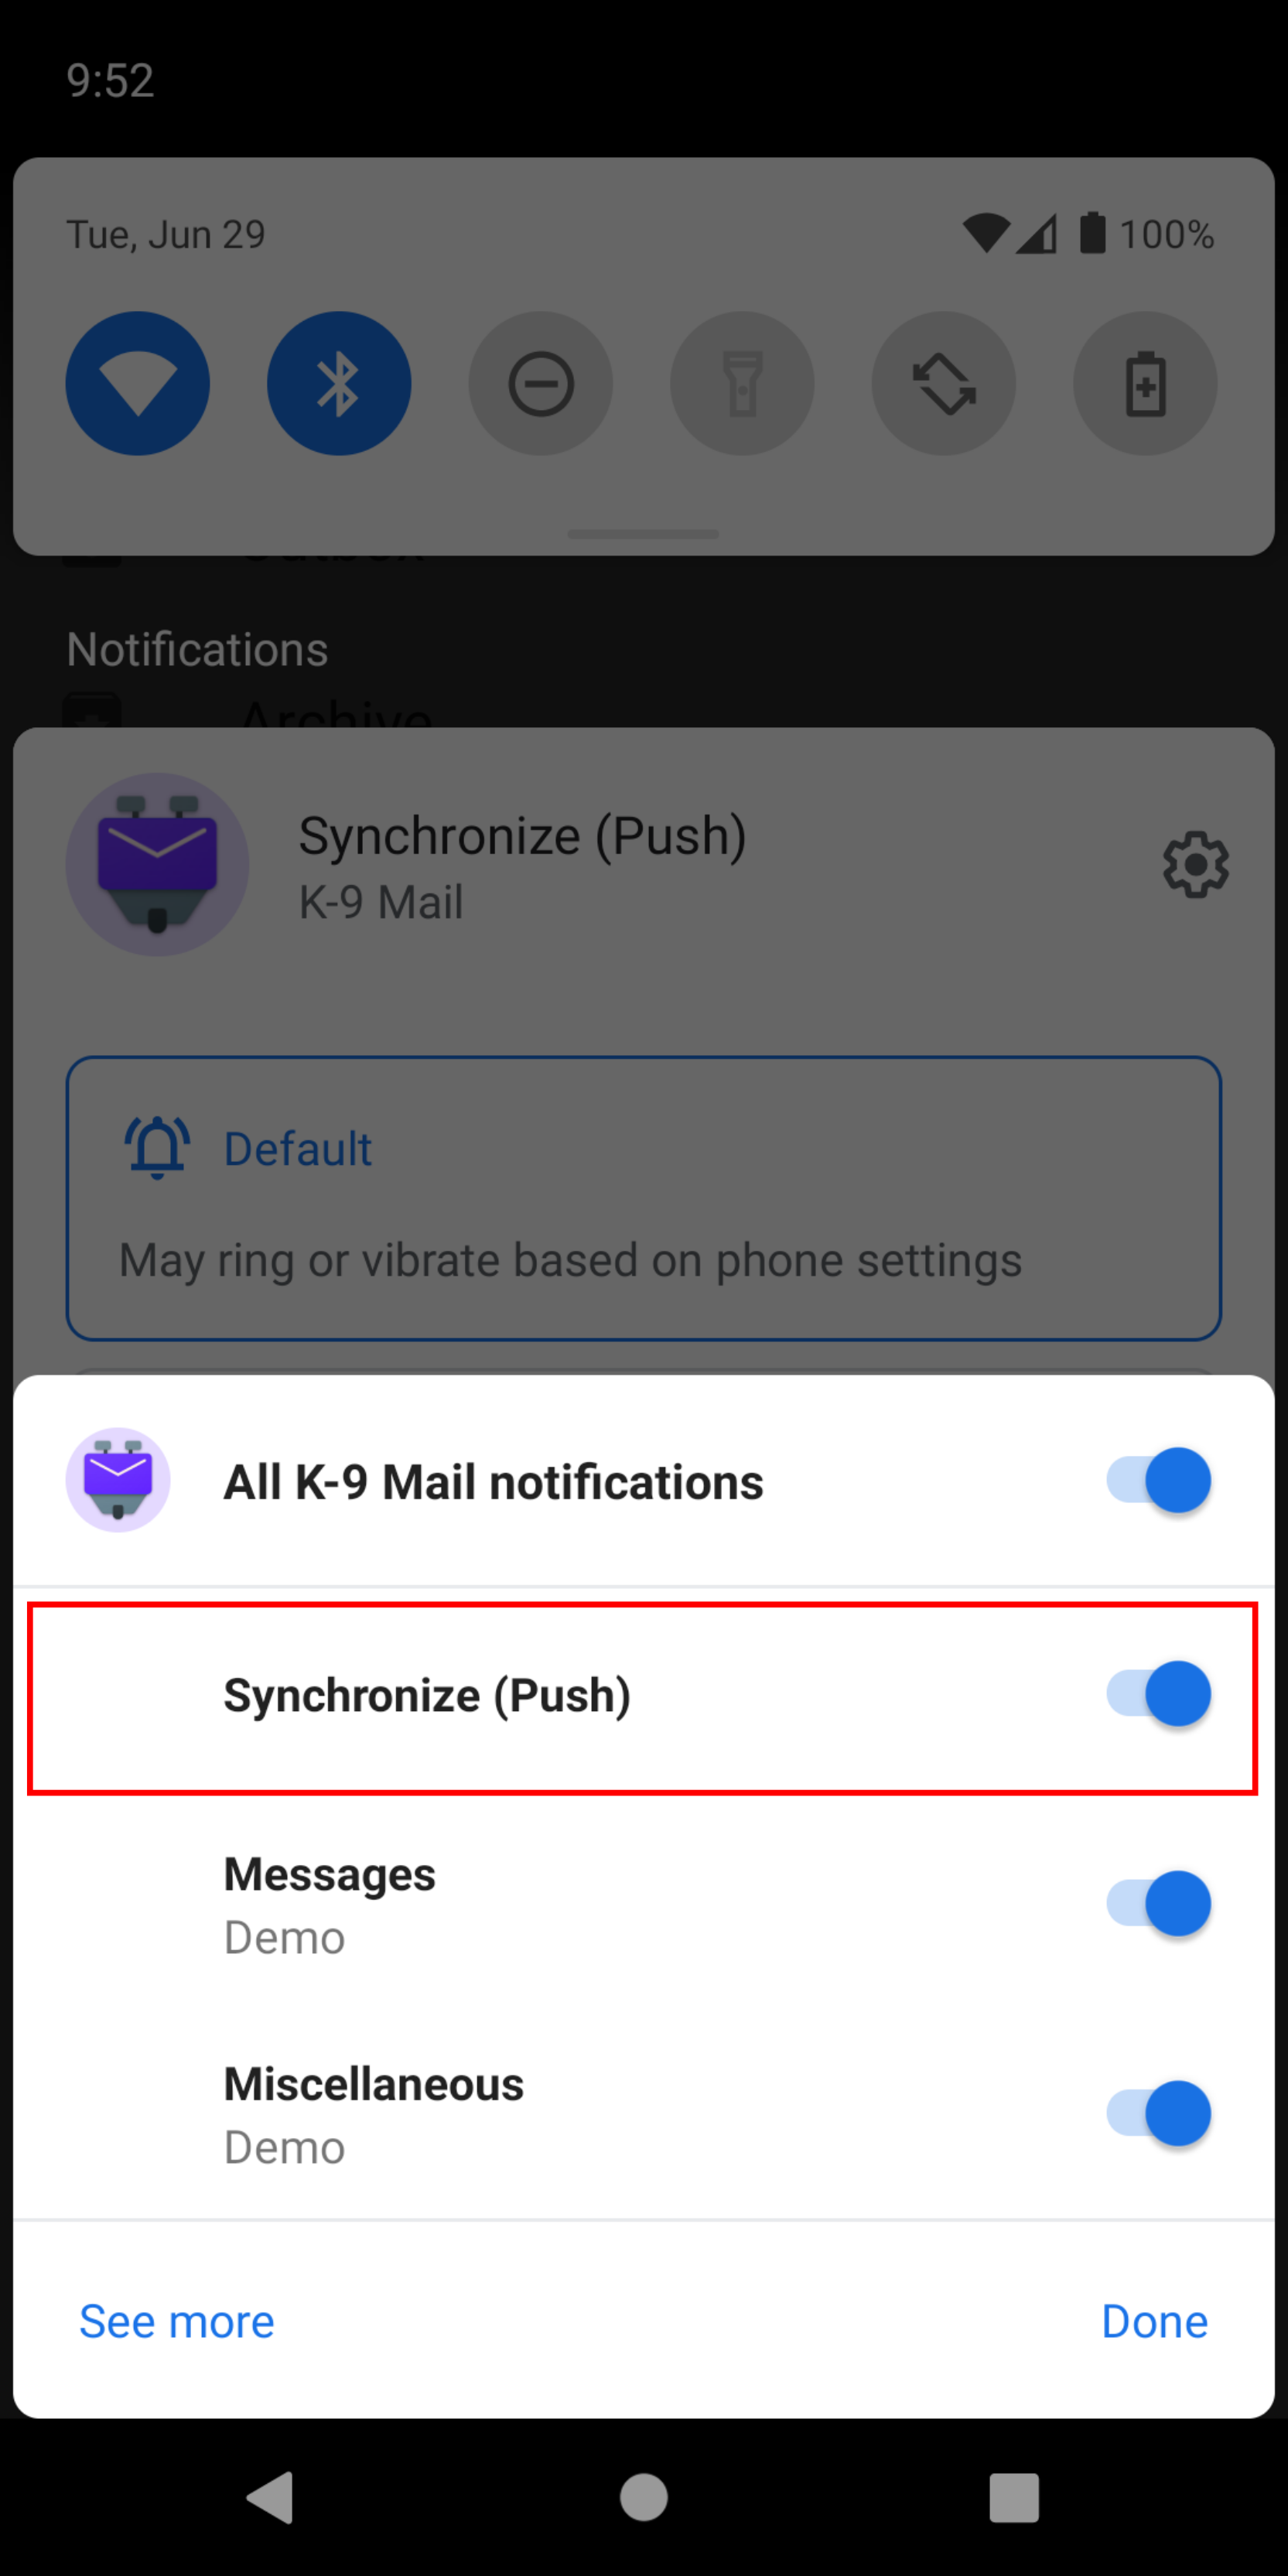 9:52
Tue, Jun 29
100%
Notifications
Archive
Synchronize (Push)
K-9 Mail
Default
May ring or vibrate based on phone settings
All K-9 Mail notifications
Synchronize (Push)
Messages
Demo
Miscellaneous
Demo
See more
Done